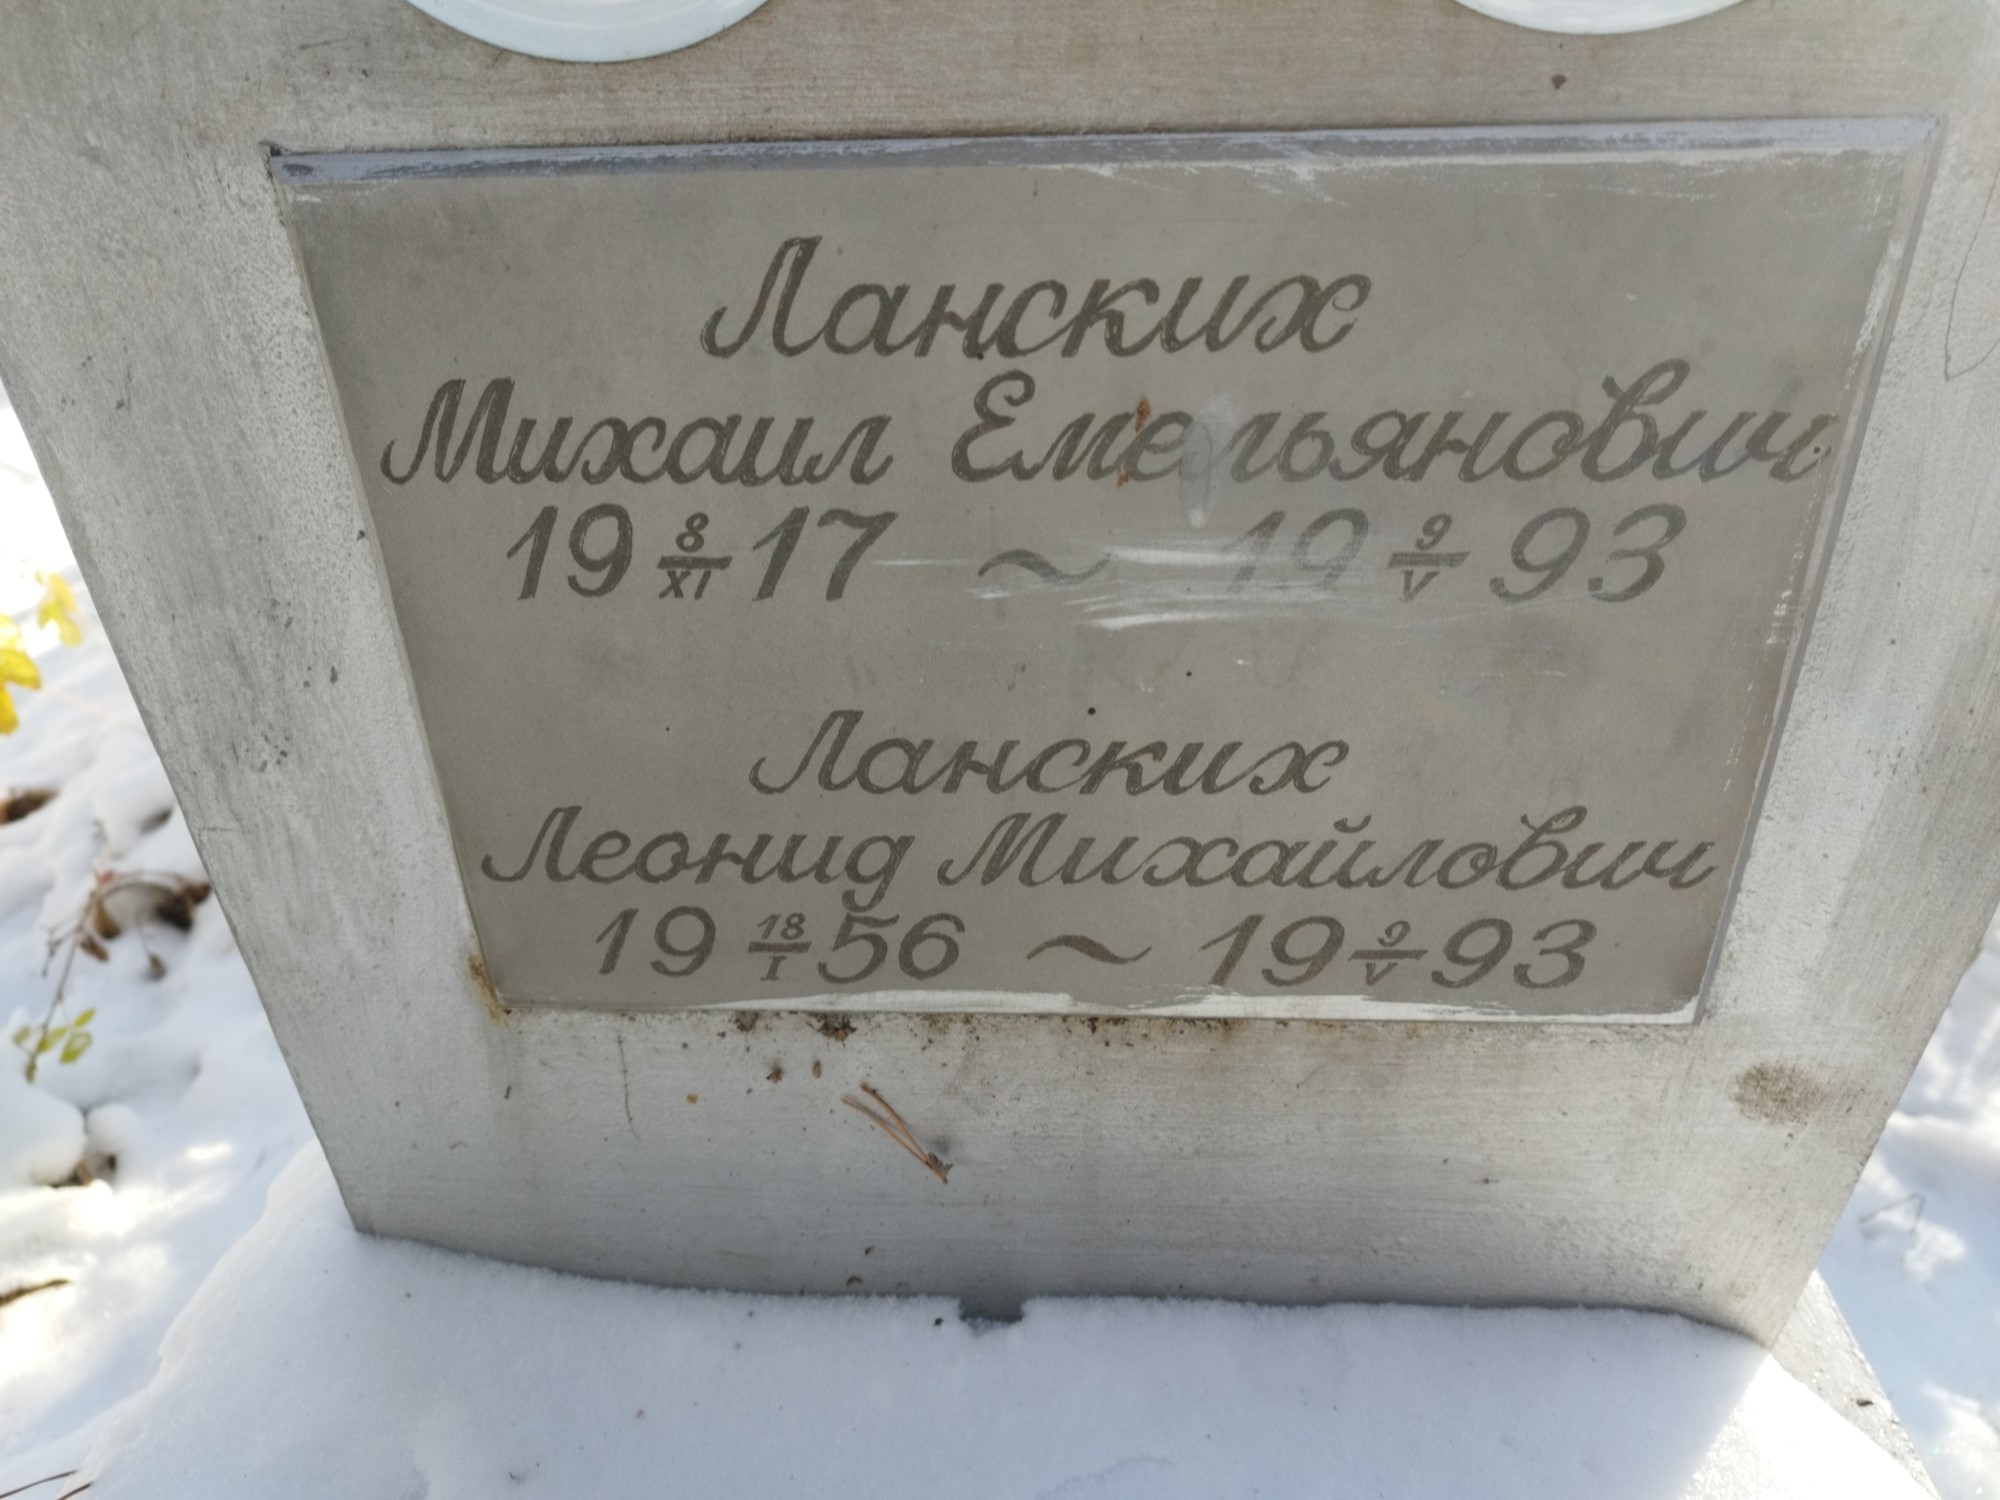 Ланских
Михаил Емельянович
19 8/XI 17 ~ 19 9/V 93
Ланских
Леонид Михайлович
19 18/I 56 ~ 19 9/V 93